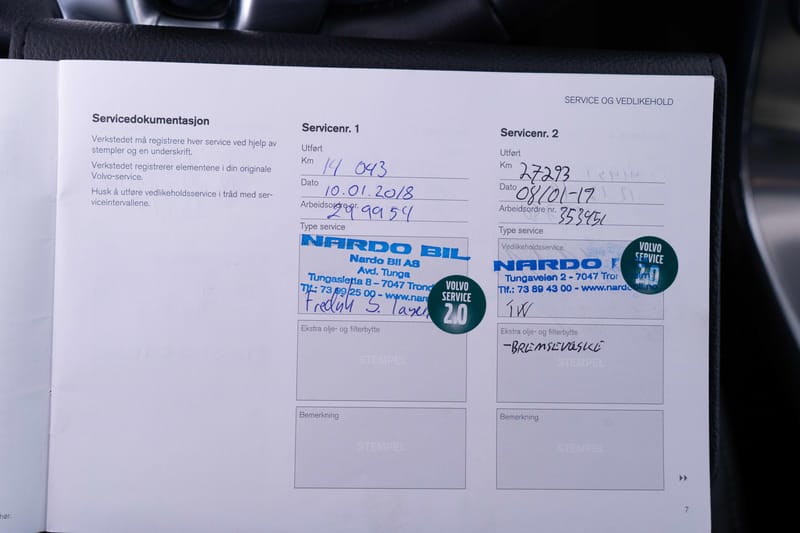 SERVICE OG VEDLIKEHOLD
Servicedokumentasjon
Verkstedet må registrere hver service ved hjelp av
stempler og en underskrift.
Verkstedet registrerer elementene i din originale
Volvo-service.
Husk å utføre vedlikeholdsservice i tråd med ser-
viceintervallene.
Servicenr. 1
Utført
Km 14 043
Dato 10.01.2018
Arbeidsordre nr. 299954
Type service
NARDO BIL
Nardo Bil AS
Avd. Tunga
Tungasletta 8 - 7047 Trond
Tlf.: 73 89 25 00 - www.nard
Fredrik S.
VOLVO
SERVICE
2.0
Ekstra olje- og filterbytte
STEMPEL
Bemerkning
STEMPEL
Servicenr. 2
Utført
Km 27293
Dato 08/01-19
Arbeidsordre nr. 353451
Type service
Vedlikeholdsservice
NARDO
Tungaveien 2 - 7047 Tro
Tlf.: 73 89 43 00 - www.nardo
TW
VOLVO
SERVICE
2.0
Ekstra olje- og filterbytte
-BREMSEVÆSKE
STEMPEL
Bemerkning
STEMPEL
7